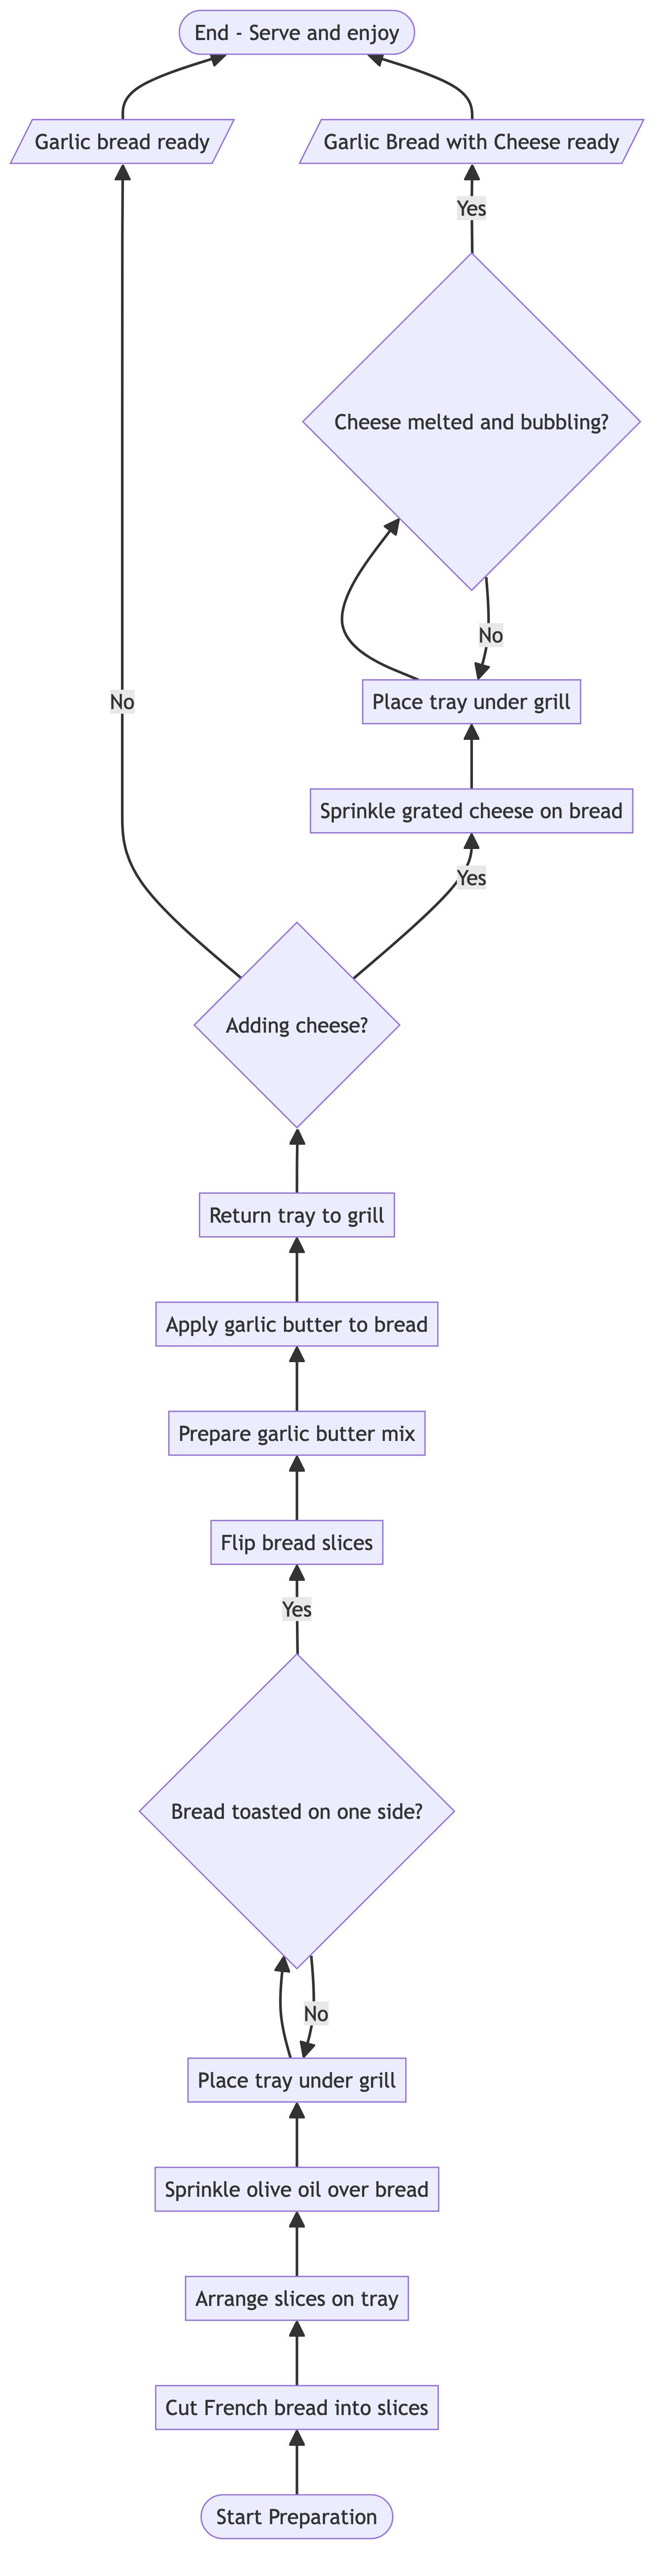 End - Serve and enjoy
Garlic bread ready
Garlic Bread with Cheese ready
Yes
Cheese melted and bubbling?
No
Place tray under grill
No
Sprinkle grated cheese on bread
Yes
Adding cheese?
Return tray to grill
Apply garlic butter to bread
Prepare garlic butter mix
Flip bread slices
Yes
Bread toasted on one side?
No
Place tray under grill
Sprinkle olive oil over bread
Arrange slices on tray
Cut French bread into slices
Start Preparation